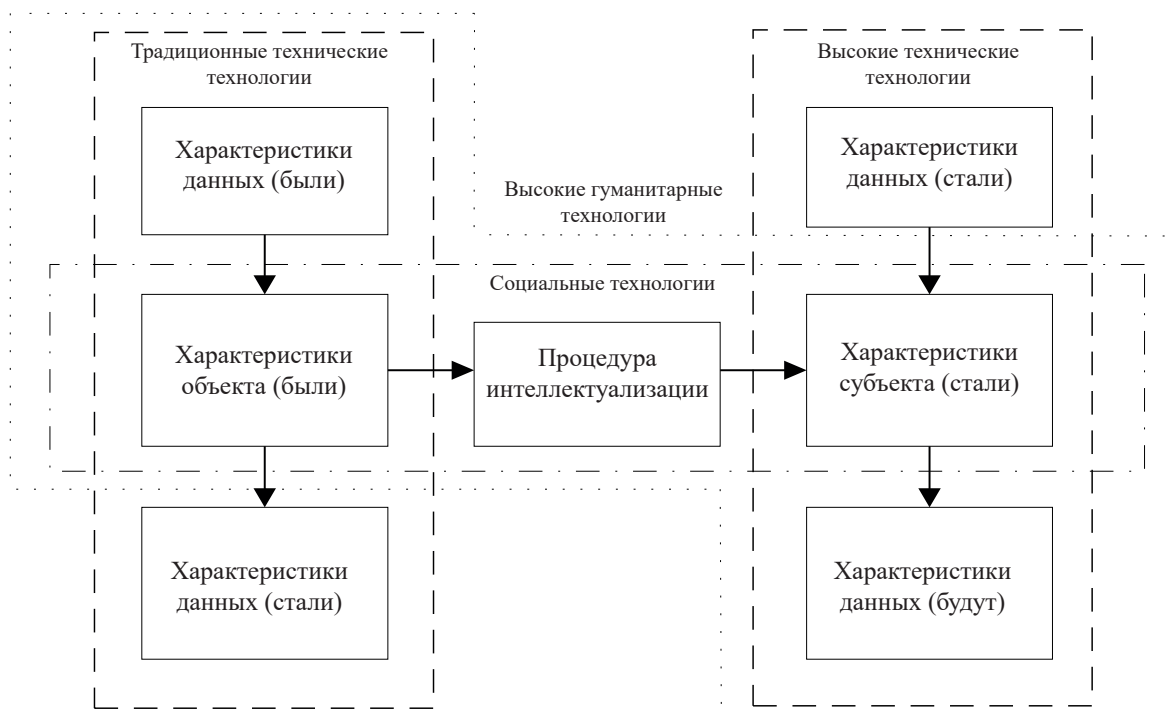 Традиционные технические
технологии
Высокие технические
технологии
Характеристики
данных (были)
Характеристики
данных (стали)
Высокие гуманитарные
технологии
Социальные технологии
Характеристики
объекта (были)
Процедура
интеллектуализации
Характеристики
субъекта (стали)
Характеристики
данных (стали)
Характеристики
данных (будут)